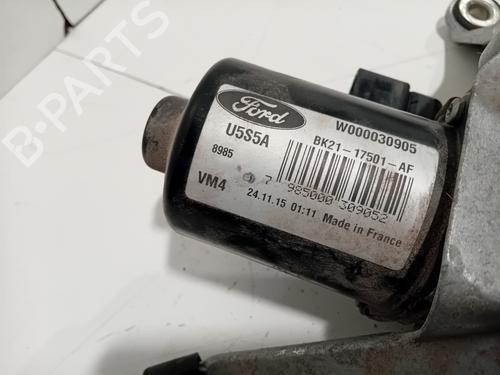 Ford
W000030905
U5S5A
BK21-17501-AF
8985
7 985000 309052
VM4
24.11.15 01:11 Made in France
B-PARTS